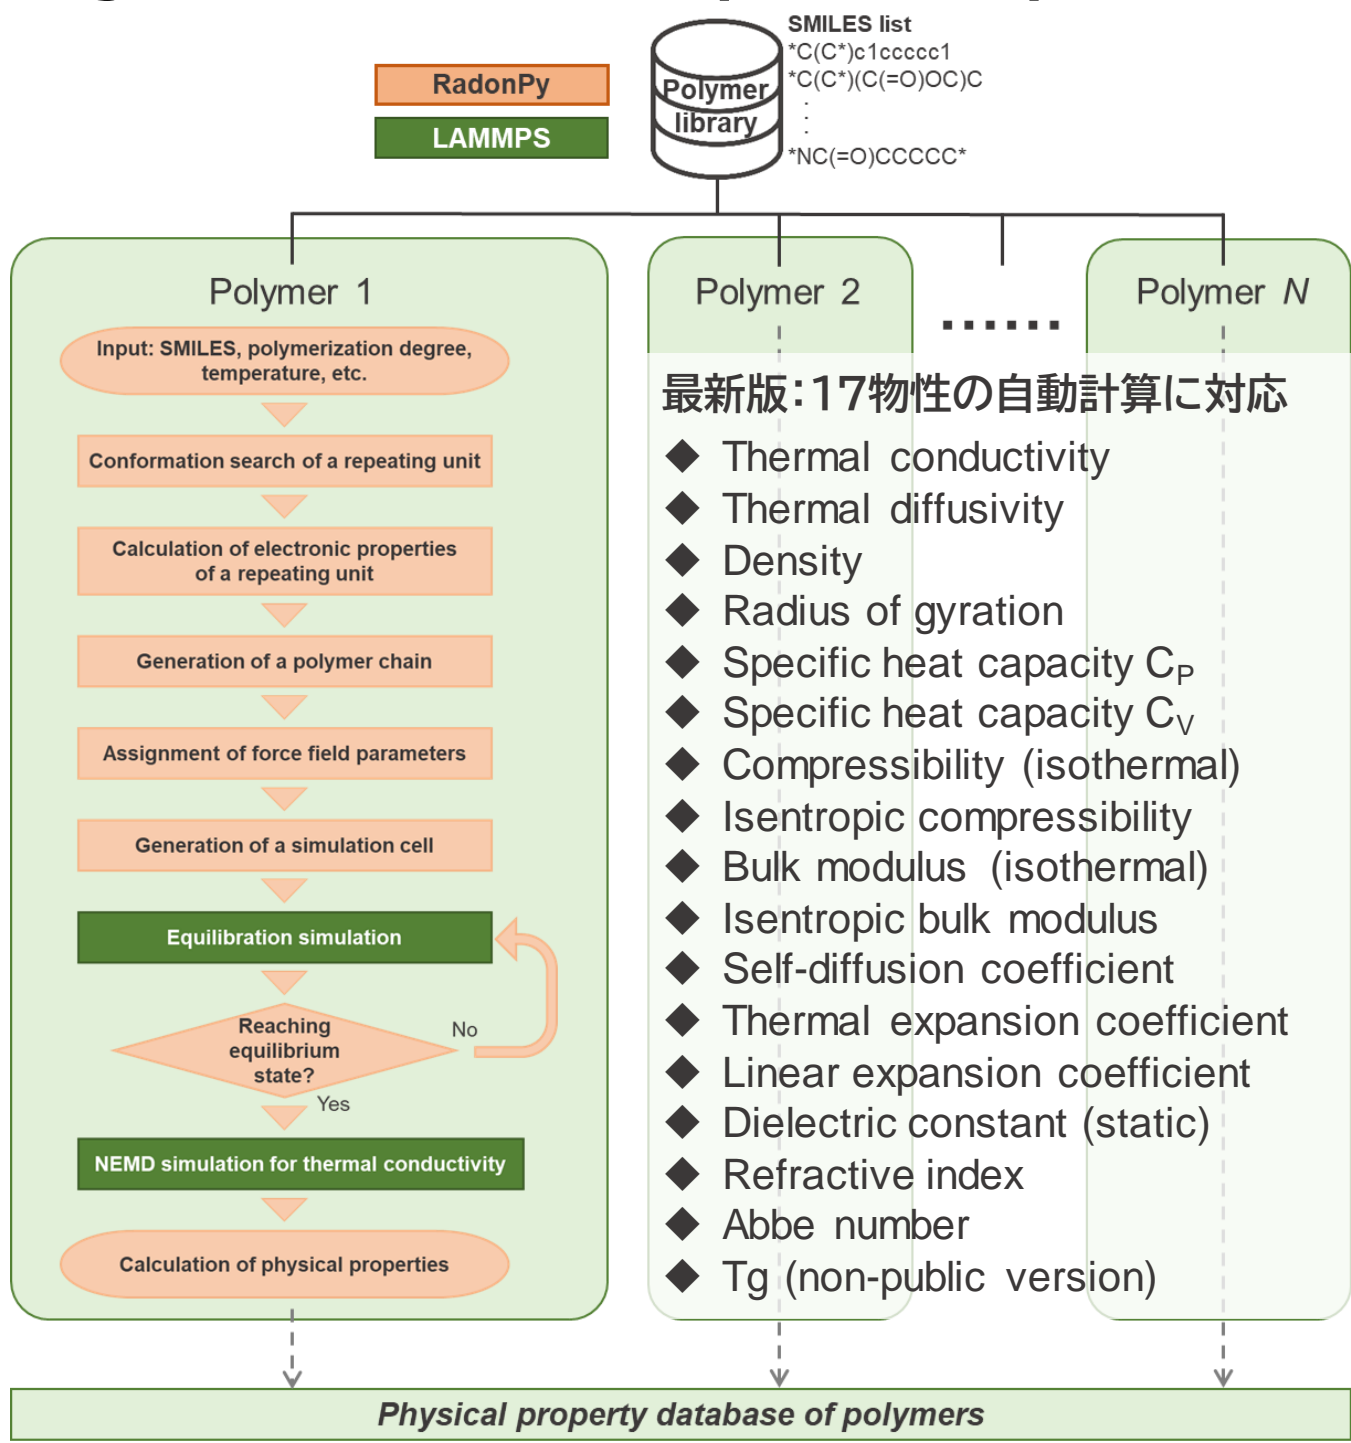 RadonPy
LAMMPS
Polymer
library
SMILES list
*C(C*)c1ccccc1
*C(C*)(C(=O)OC)C
*NC(=O)CCCCC*
Polymer 1
Input: SMILES, polymerization degree,
temperature, etc.
Conformation search of a repeating unit
Calculation of electronic properties
of a repeating unit
Generation of a polymer chain
Assignment of force field parameters
Generation of a simulation cell
Equilibration simulation
Reaching
equilibrium
state?
No
Yes
NEMD simulation for thermal conductivity
Calculation of physical properties
Polymer 2
......
Polymer N
最新版：17物性の自動計算に対応
◆ Thermal conductivity
◆ Thermal diffusivity
◆ Density
◆ Radius of gyration
◆ Specific heat capacity CP
◆ Specific heat capacity CV
◆ Compressibility (isothermal)
◆ Isentropic compressibility
◆ Bulk modulus (isothermal)
◆ Isentropic bulk modulus
◆ Self-diffusion coefficient
◆ Thermal expansion coefficient
◆ Linear expansion coefficient
◆ Dielectric constant (static)
◆ Refractive index
◆ Abbe number
◆ Tg (non-public version)
Physical property database of polymers